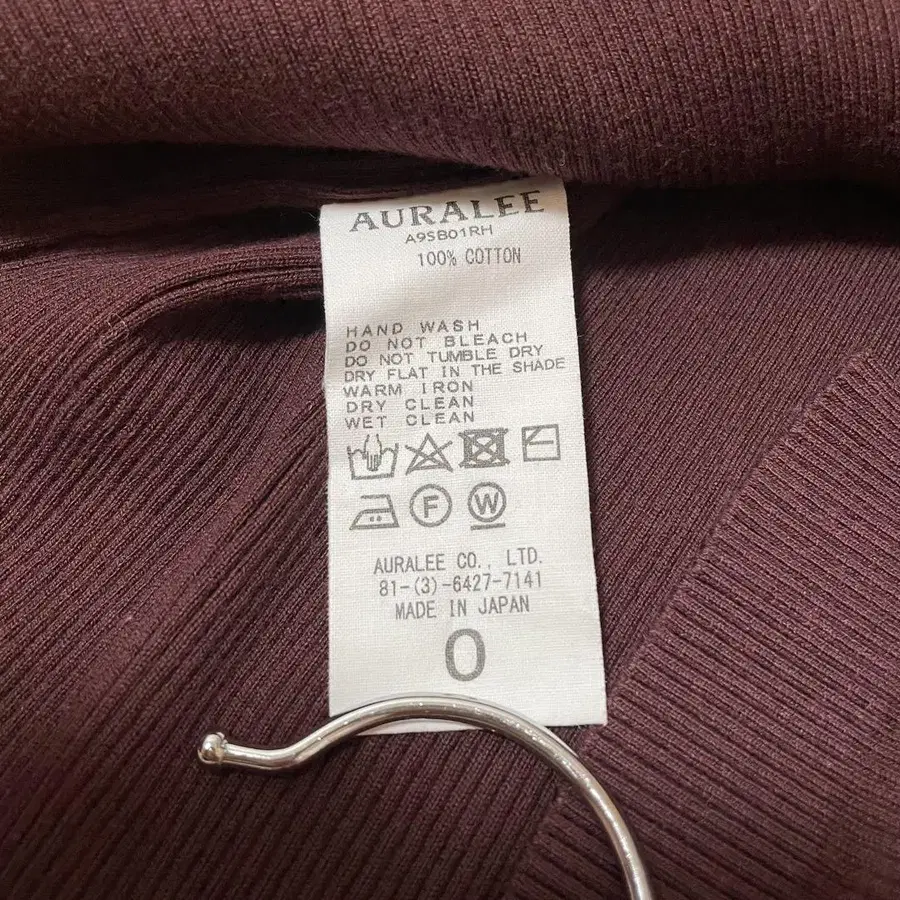 AURALEE
A9SB01RH
100% COTTON
HAND WASH
DO NOT BLEACH
DO NOT TUMBLE DRY
DRY FLAT IN THE SHADE
WARM IRON
DRY CLEAN
WET CLEAN
F W
AURALEE CO., LTD.
81-(3)-6427-7141
MADE IN JAPAN
0